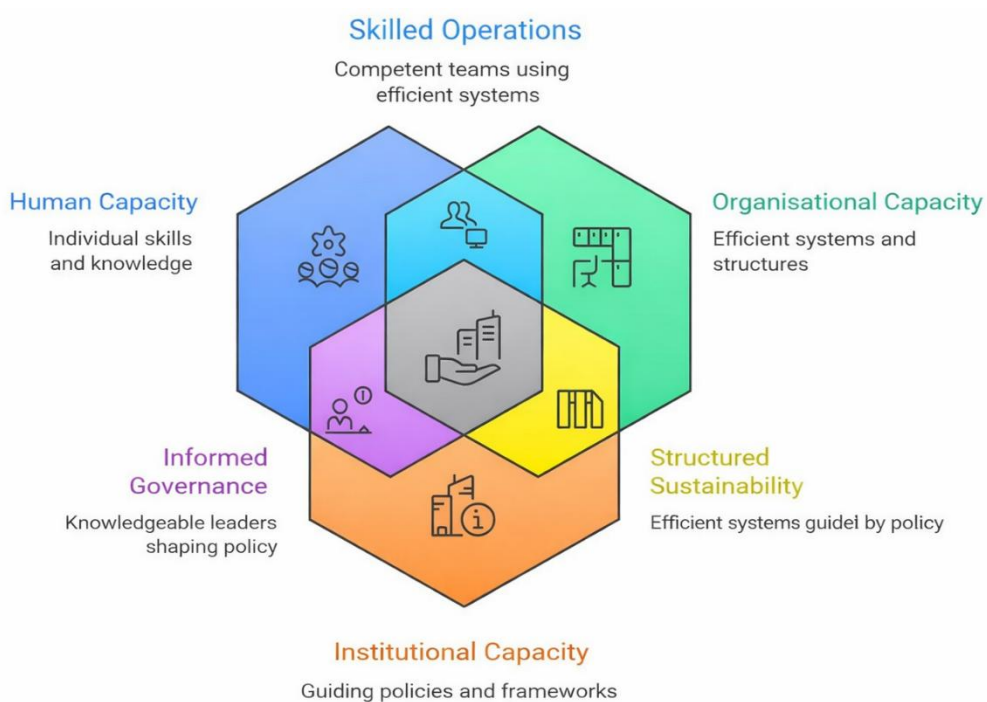 Skilled Operations
Competent teams using
efficient systems
Human Capacity
Individual skills
and knowledge
Organisational Capacity
Efficient systems and
structures
Informed
Governance
Knowledgeable leaders
shaping policy
Structured
Sustainability
Efficient systems guidel by policy
Institutional Capacity
Guiding policies and frameworks